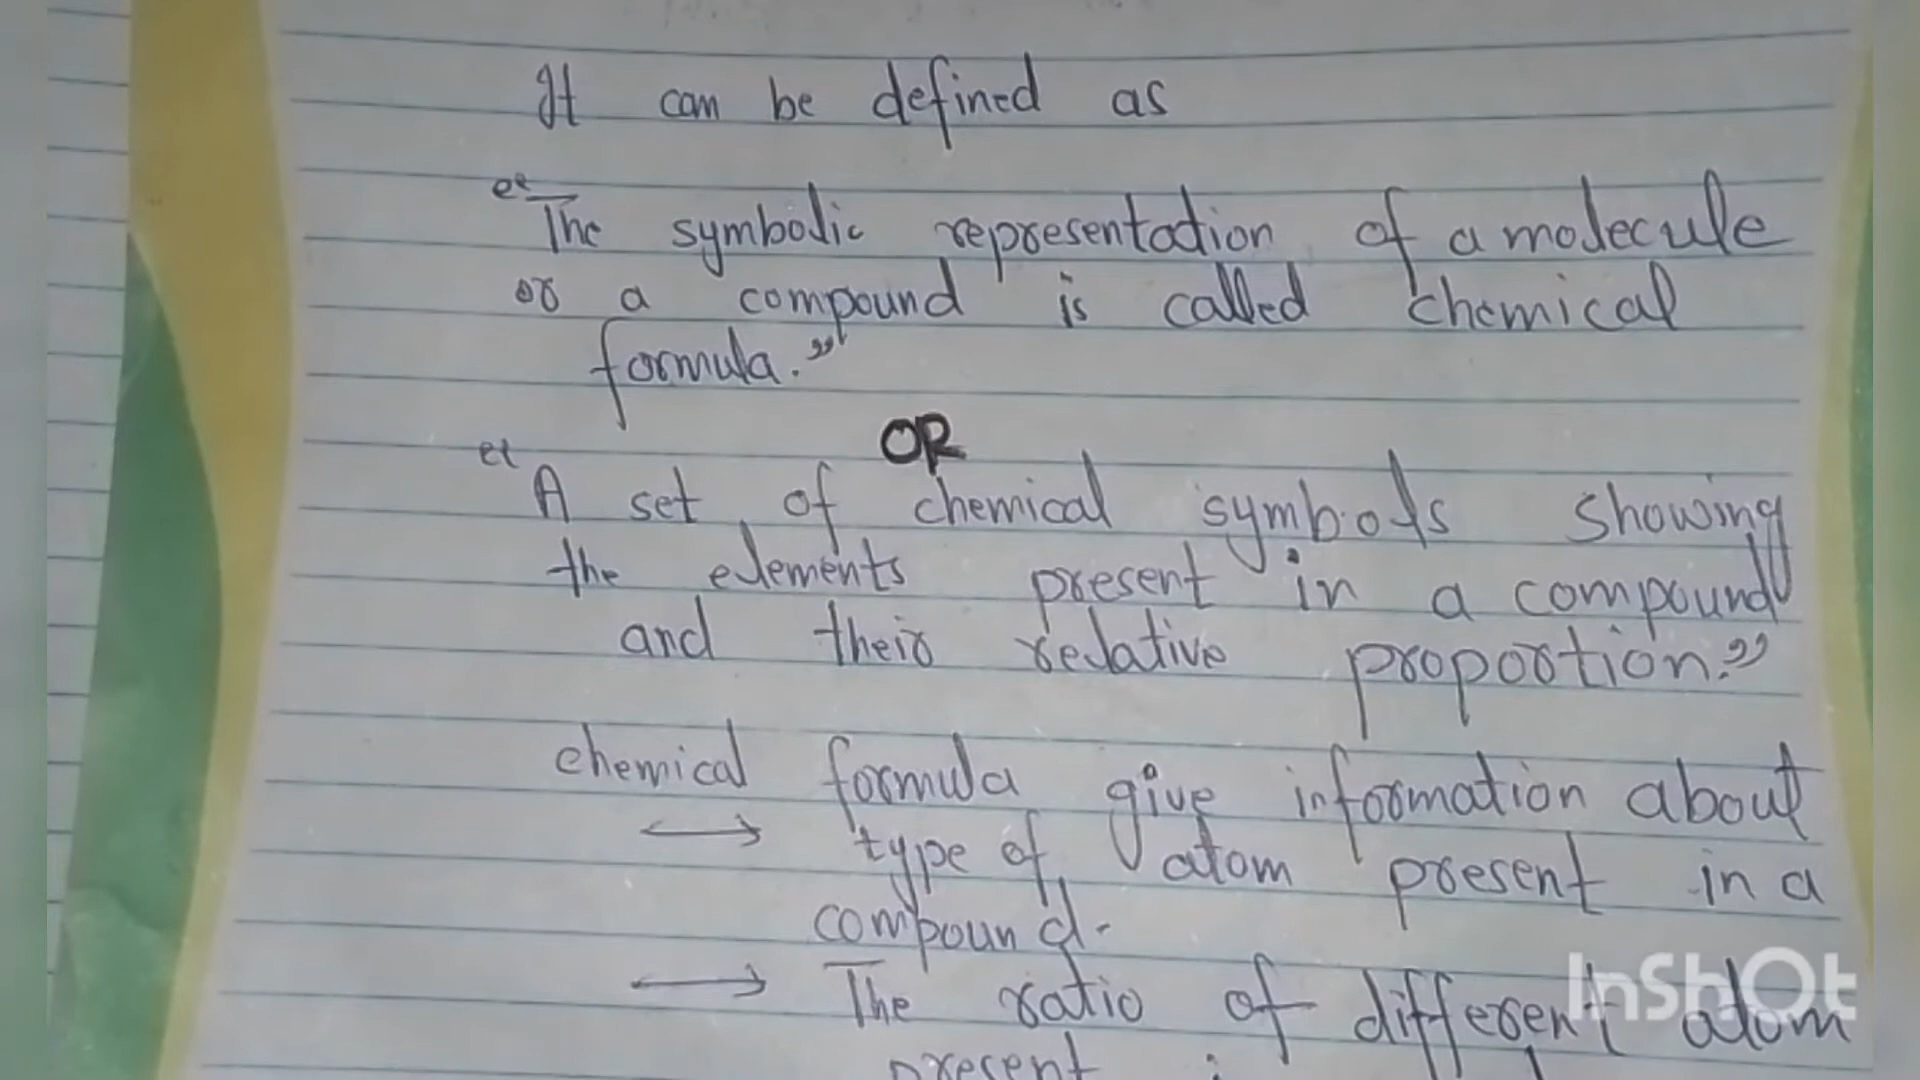 It can be defined as
"The symbolic representation of a molecule
or a compound is called chemical
formula."
OR
"A set of chemical symbols showing
the elements present in a compound
and their relative proportion."
chemical formula give information about
→ type of atom present in a
compound.
→ The ratio of different atom
present
InShOt